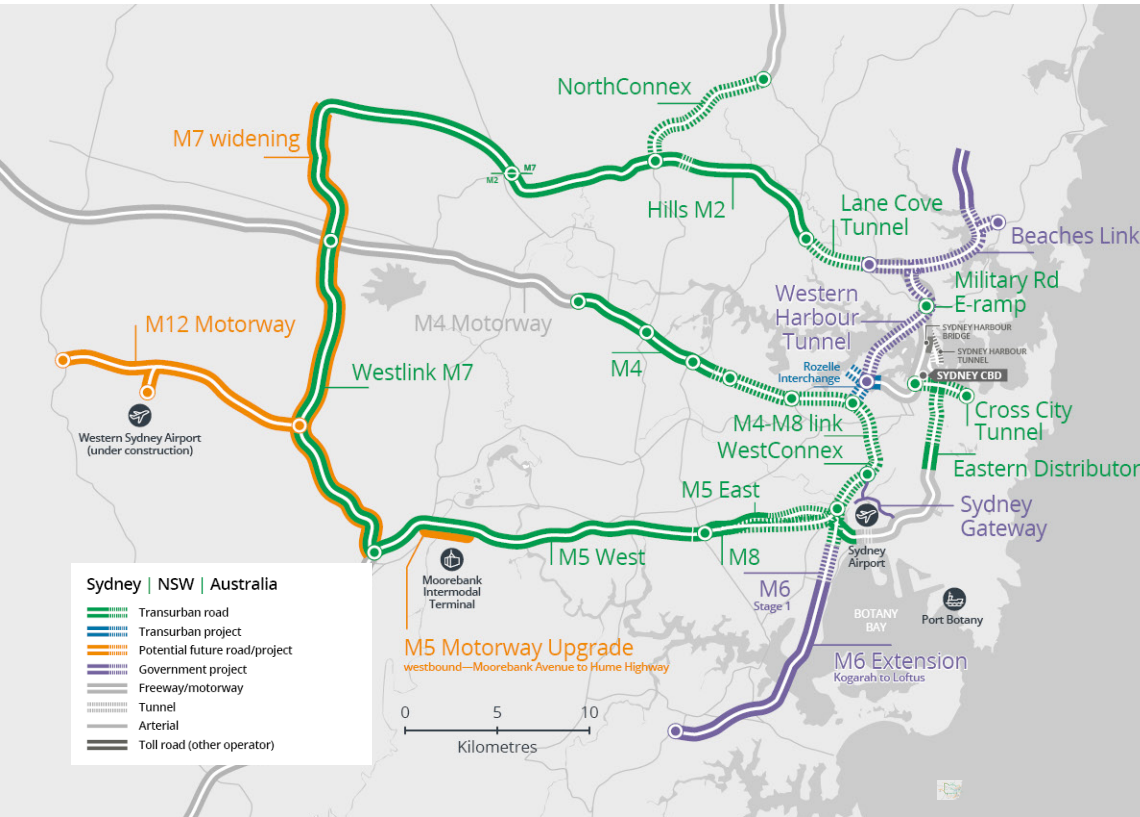 NorthConnex
M7 widening
M7
M2
Hills M2
Lane Cove
Tunnel
Beaches Link
Military Rd
E-ramp
Western
Harbour
Tunnel
M12 Motorway
M4 Motorway
SYDNEY HARBOUR
BRIDGE
SYDNEY HARBOUR
TUNNEL
Rozelle
Interchange
SYDNEY CBD
M4
Westlink M7
Cross City
Tunnel
M4-M8 link
WestConnex
Western Sydney Airport
(under construction)
Eastern Distributor
M5 East
Sydney
Gateway
M5 West
M8
Sydney
Airport
Moorebank
Intermodal
Terminal
M6
Stage 1
BOTANY
BAY
Port Botany
M5 Motorway Upgrade
westbound—Moorebank Avenue to Hume Highway
M6 Extension
Kogarah to Loftus
Sydney | NSW | Australia
Transurban road
Transurban project
Potential future road/project
Government project
Freeway/motorway
Tunnel
Arterial
Toll road (other operator)
0 5 10
Kilometres